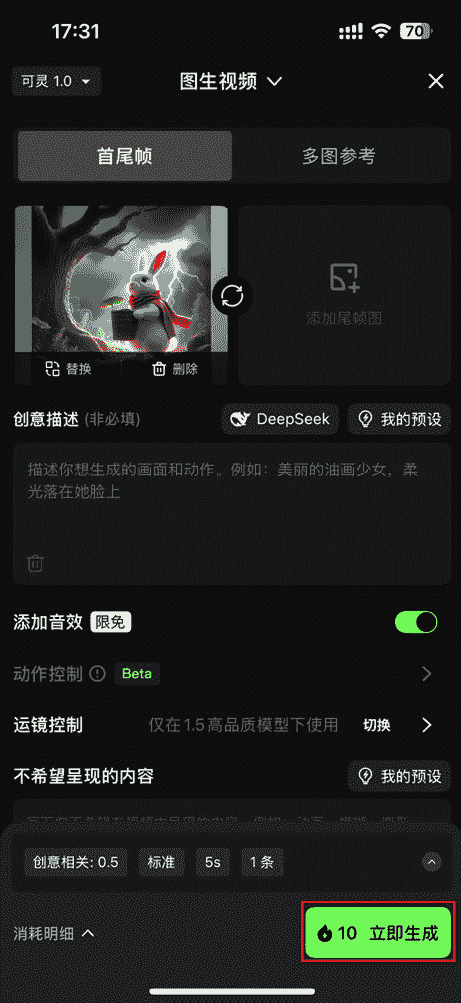 17:31
70
可灵 1.0
图生视频
首尾帧
多图参考
添加尾帧图
替换
删除
创意描述 (非必填)
DeepSeek
我的预设
描述你想生成的画面和动作。例如：美丽的油画少女，柔
光落在她脸上
添加音效 限免
动作控制 Beta
运镜控制 仅在1.5高品质模型下使用 切换
不希望呈现的内容
我的预设
创意相关: 0.5 标准 5s 1 条
消耗明细
10 立即生成